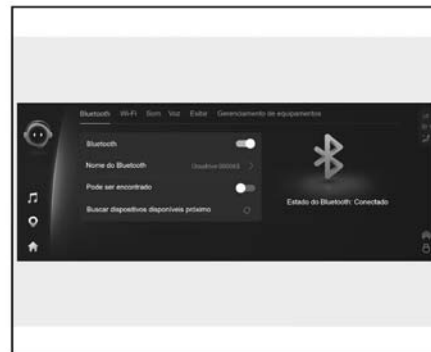 Bluetooth Wi-Fi Som Voz Exibir Gerenciamento de equipamentos
Bluetooth
Nome do Bluetooth
Pode ser encontrado
Buscar dispositivos disponíveis próximo
Estado do Bluetooth: Conectado